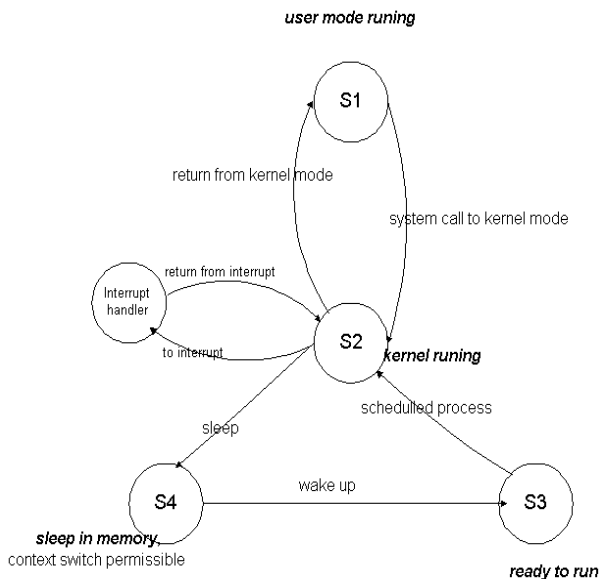 user mode runing
S1
return from kernel mode
system call to kernel mode
return from interrupt
Interrupt
handler
S2
to interrupt
kernel runing
schedulled process
sleep
wake up
S4
S3
sleep in memory,
context switch permissible
ready to run